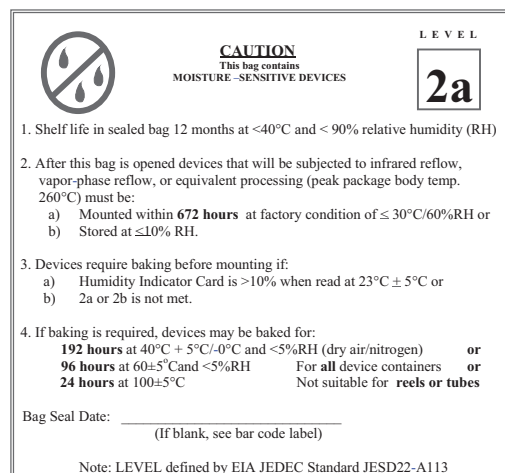 LEVEL
CAUTION
This bag contains
MOISTURE –SENSITIVE DEVICES
2a
1. Shelf life in sealed bag 12 months at <40°C and < 90% relative humidity (RH)
2. After this bag is opened devices that will be subjected to infrared reflow,
vapor-phase reflow, or equivalent processing (peak package body temp.
260°C) must be:
a) Mounted within 672 hours at factory condition of ≤ 30°C/60%RH or
b) Stored at ≤10% RH.
3. Devices require baking before mounting if:
a) Humidity Indicator Card is >10% when read at 23°C ± 5°C or
b) 2a or 2b is not met.
4. If baking is required, devices may be baked for:
192 hours at 40°C + 5°C/-0°C and <5%RH (dry air/nitrogen) or
96 hours at 60±5°Cand <5%RH For all device containers or
24 hours at 100±5°C Not suitable for reels or tubes
Bag Seal Date: ______________________________
(If blank, see bar code label)
Note: LEVEL defined by EIA JEDEC Standard JESD22-A113